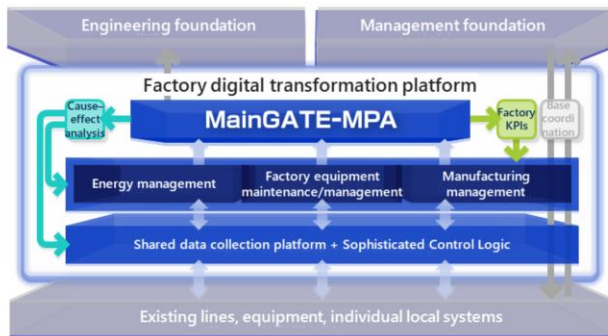 Engineering foundation
Management foundation
Factory digital transformation platform
Cause–
effect
analysis
MainGATE-MPA
Factory
KPIs
Base
coordi
nation
Energy management
Factory equipment
maintenance/management
Manufacturing
management
Shared data collection platform + Sophisticated Control Logic
Existing lines, equipment, individual local systems